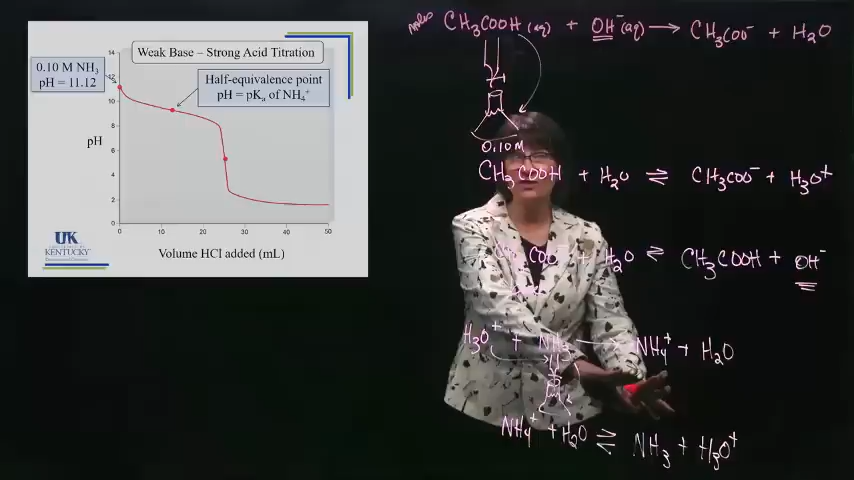 Weak Base – Strong Acid Titration
0.10 M NH₃
pH = 11.12
Half-equivalence point
pH = pKₐ of NH₄⁺
pH
14
12
10
8
6
4
2
0
0
10
20
30
40
50
Volume HCl added (mL)
UK
KENTUCKY
moles CH₃COOH (aq) + OH⁻ (aq) → CH₃COO⁻ + H₂O
0.10 M
CH₃COOH + H₂O ⇌ CH₃COO⁻ + H₃O⁺
CH₃COO⁻ + H₂O ⇌ CH₃COOH + OH⁻
H₃O⁺ + NH₃ → NH₄⁺ + H₂O
NH₄⁺ + H₂O ⇌ NH₃ + H₃O⁺